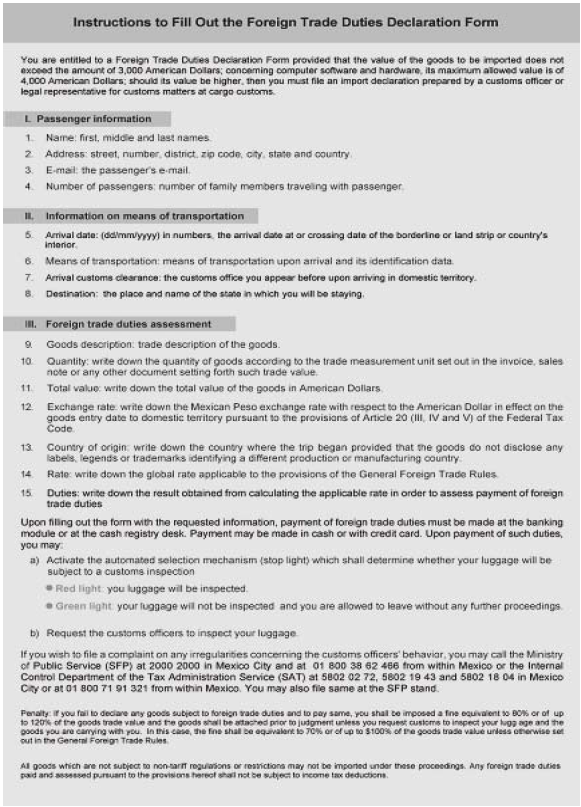 Instructions to Fill Out the Foreign Trade Duties Declaration Form
You are entitled to a Foreign Trade Duties Declaration Form provided that the value of the goods to be imported does not
exceed the amount of 3,000 American Dollars; concerning computer software and hardware, its maximum allowed value is of
4,000 American Dollars; should its value be higher, then you must file an import declaration prepared by a customs officer or
legal representative for customs matters at cargo customs.
I. Passenger information
1. Name: first, middle and last names.
2. Address: street, number, district, zip code, city, state and country.
3. E-mail: the passenger's e-mail.
4. Number of passengers: number of family members traveling with passenger.
II. Information on means of transportation
5. Arrival date: (dd/mm/yyyy) in numbers, the arrival date at or crossing date of the borderline or land strip or country's
interior.
6. Means of transportation: means of transportation upon arrival and its identification data.
7. Arrival customs clearance: the customs office you appear before upon arriving in domestic territory.
8. Destination: the place and name of the state in which you will be staying.
III. Foreign trade duties assessment
9. Goods description: trade description of the goods.
10. Quantity: write down the quantity of goods according to the trade measurement unit set out in the invoice, sales
note or any other document setting forth such trade value.
11. Total value: write down the total value of the goods in American Dollars.
12. Exchange rate: write down the Mexican Peso exchange rate with respect to the American Dollar in effect on the
goods entry date to domestic territory pursuant to the provisions of Article 20 (III, IV and V) of the Federal Tax
Code.
13. Country of origin: write down the country where the trip began provided that the goods do not disclose any
labels, legends or trademarks identifying a different production or manufacturing country.
14. Rate: write down the global rate applicable to the provisions of the General Foreign Trade Rules.
15. Duties: write down the result obtained from calculating the applicable rate in order to assess payment of foreign
trade duties
Upon filling out the form with the requested information, payment of foreign trade duties must be made at the banking
module or at the cash registry desk. Payment may be made in cash or with credit card. Upon payment of such duties,
you may:
a) Activate the automated selection mechanism (stop light) which shall determine whether your luggage will be
subject to a customs inspection
● Red light: you luggage will be inspected.
● Green light: your luggage will not be inspected and you are allowed to leave without any further proceedings.
b) Request the customs officers to inspect your luggage.
If you wish to file a complaint on any irregularities concerning the customs officers' behavior, you may call the Ministry
of Public Service (SFP) at 2000 2000 in Mexico City and at 01 800 38 62 466 from within Mexico or the Internal
Control Department of the Tax Administration Service (SAT) at 5802 02 72, 5802 19 43 and 5802 18 04 in Mexico
City or at 01 800 71 91 321 from within Mexico. You may also file same at the SFP stand.
Penalty: if you fail to declare any goods subject to foreign trade duties and to pay same, you shall be imposed a fine equivalent to 80% or of up
to 120% of the goods trade value and the goods shall be attached prior to judgment unless you request customs to inspect your lugg age and the
goods you are carrying with you. In this case, the fine shall be equivalent to 70% or of up to $100% of the goods trade value unless otherwise set
out in the General Foreign Trade Rules.
All goods which are not subject to non-tariff regulations or restrictions may not be imported under these proceedings. Any foreign trade duties
paid and assessed pursuant to the provisions hereof shall not be subject to income tax deductions.